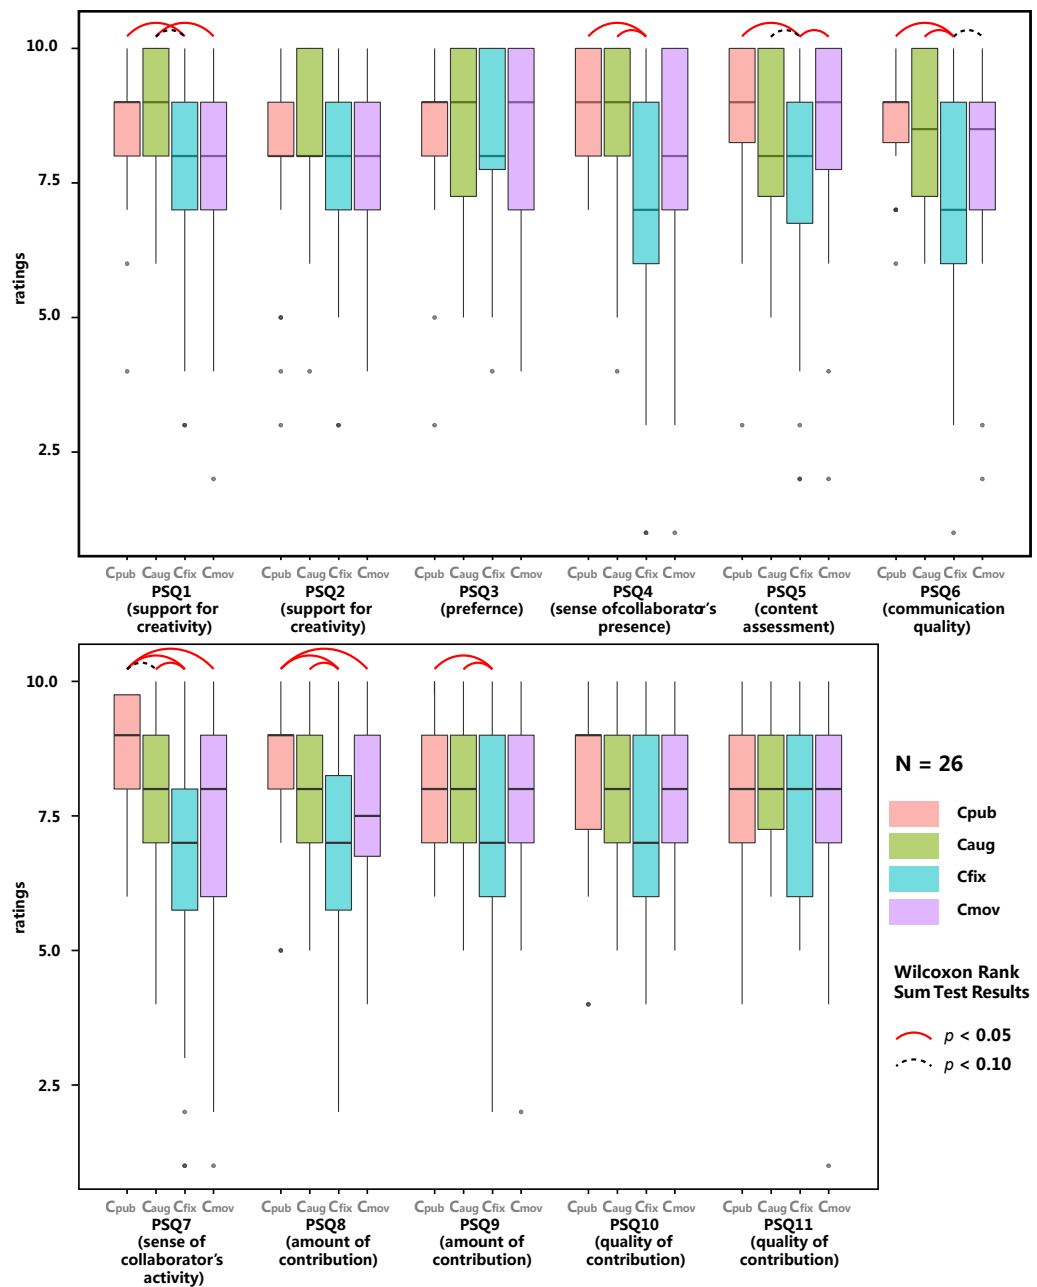 10.0
7.5
5.0
2.5
ratings
Cpub Caug Cfix Cmov Cpub Caug Cfix Cmov Cpub Caug Cfix Cmov Cpub Caug Cfix Cmov Cpub Caug Cfix Cmov Cpub Caug Cfix Cmov
PSQ1 PSQ2 PSQ3 PSQ4 PSQ5 PSQ6
(support for (support for (prefernce) (sense ofcollaborator's (content (communication
creativity) creativity) presence) assessment) quality)
10.0
7.5
5.0
2.5
ratings
Cpub Caug Cfix Cmov Cpub Caug Cfix Cmov Cpub Caug Cfix Cmov Cpub Caug Cfix Cmov Cpub Caug Cfix Cmov
PSQ7 PSQ8 PSQ9 PSQ10 PSQ11
(sense of (amount of (amount of (quality of (quality of
collaborator's contribution) contribution) contribution) contribution)
activity)
N = 26
Cpub
Caug
Cfix
Cmov
Wilcoxon Rank
Sum Test Results
p < 0.05
p < 0.10